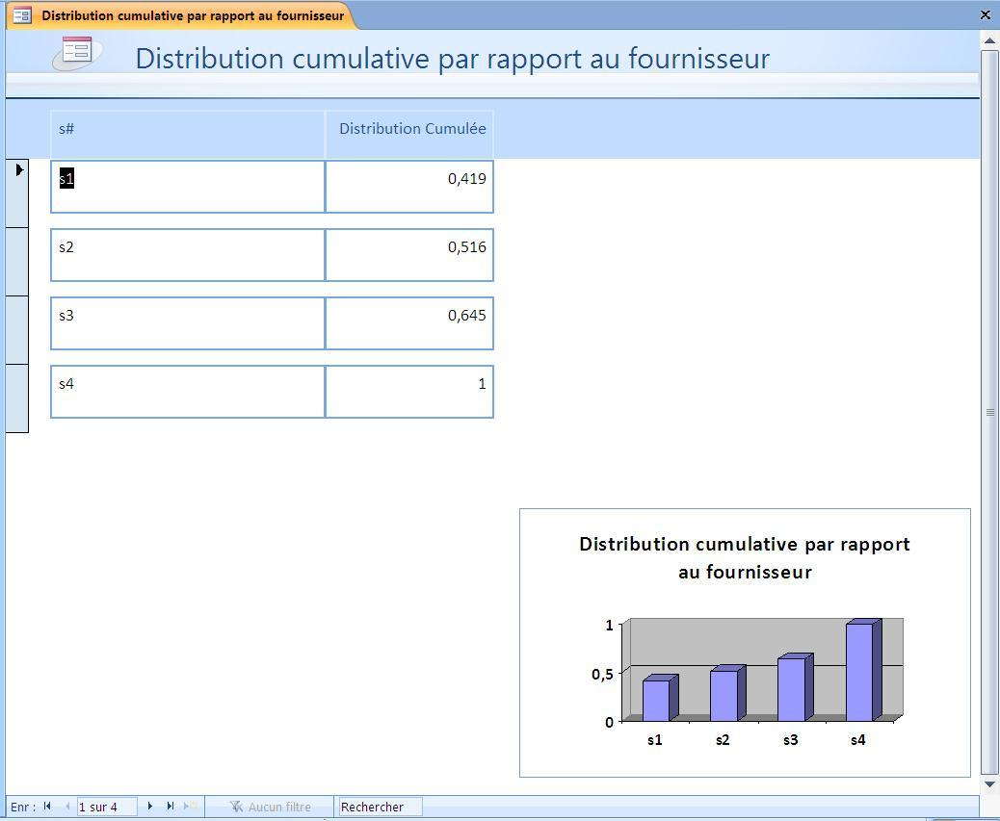 Distribution cumulative par rapport au fournisseur
Distribution cumulative par rapport au fournisseur
s# Distribution Cumulée
s1 0,419
s2 0,516
s3 0,645
s4 1
Distribution cumulative par rapport
au fournisseur
1
0,5
0
s1 s2 s3 s4
Enr : 1 sur 4 Aucun filtre Rechercher